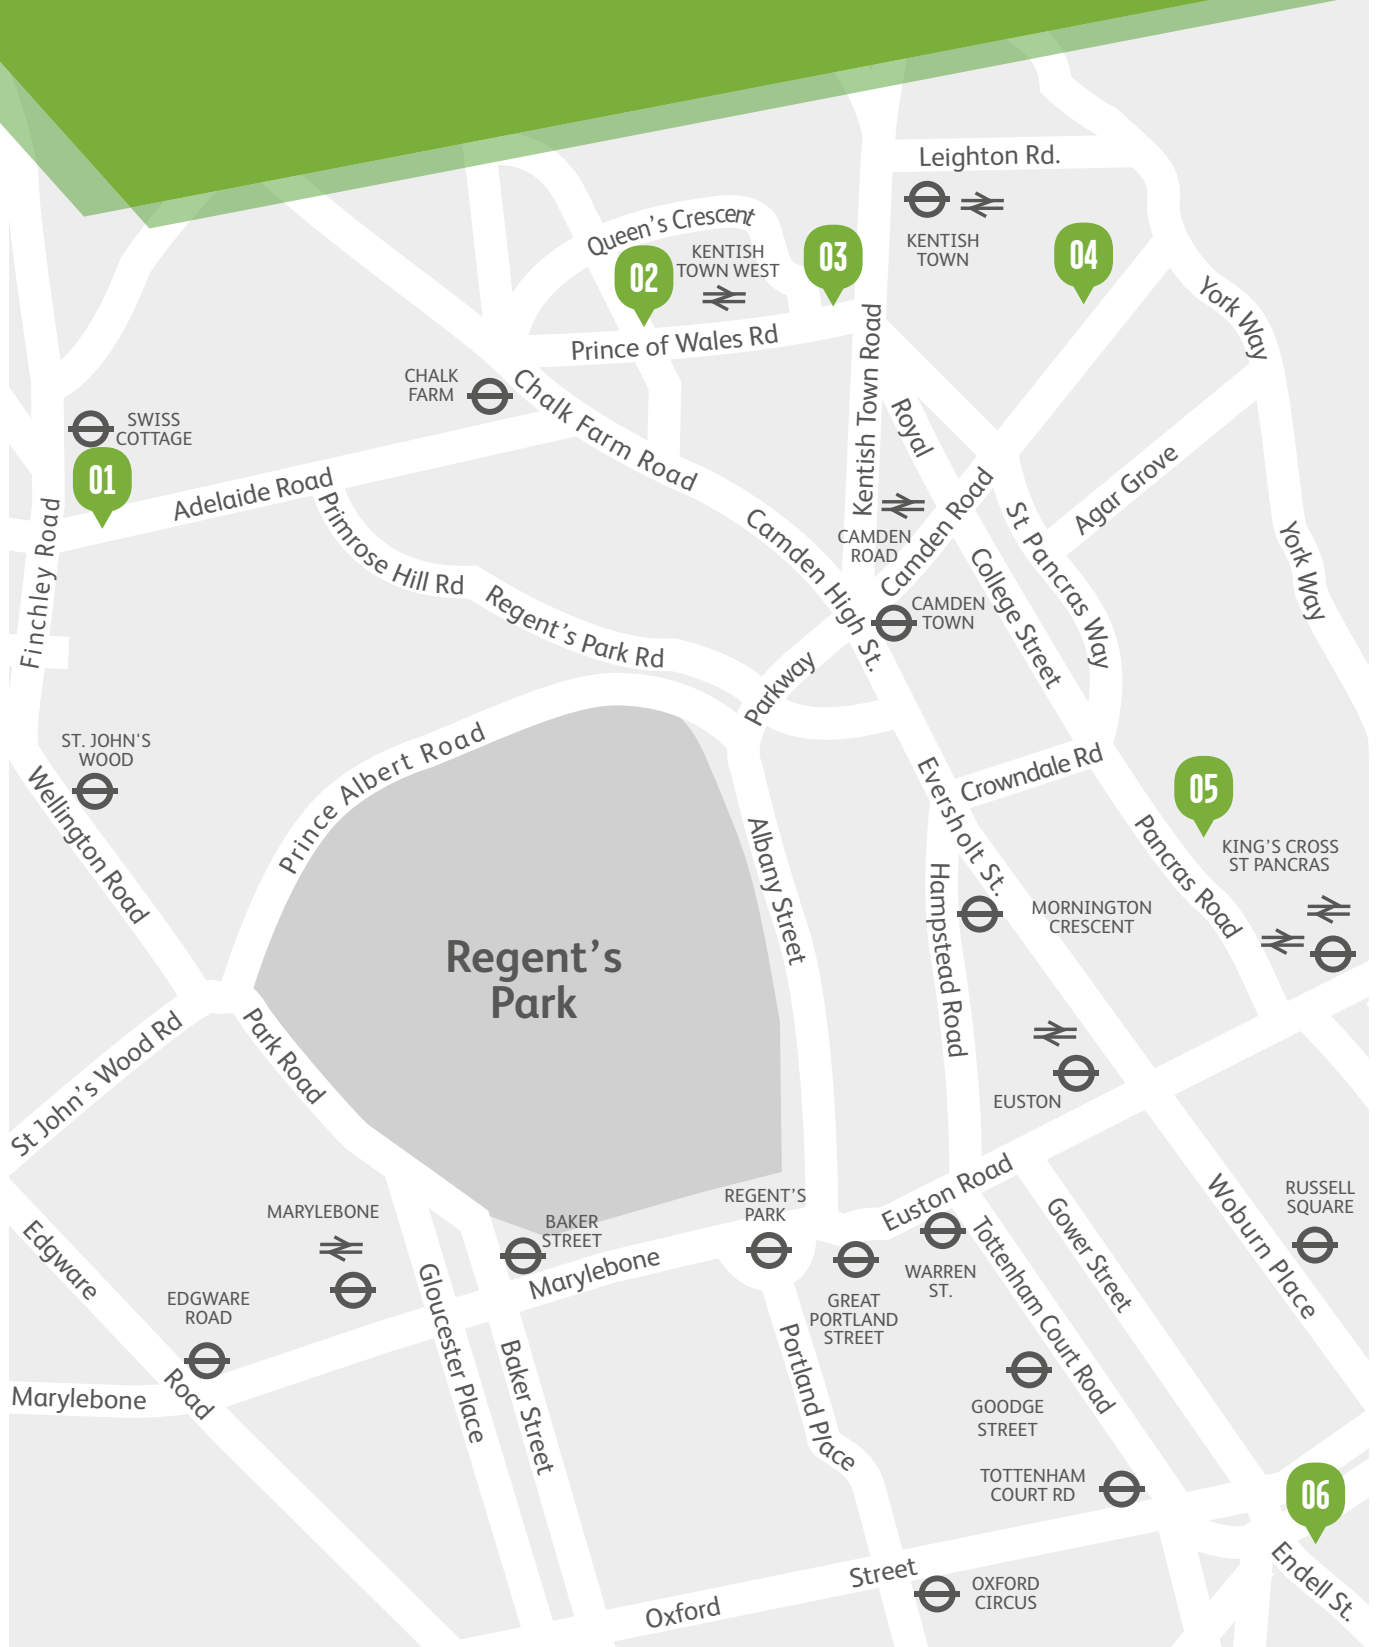 Leighton Rd.
Queen's Crescent
KENTISH
TOWN WEST
02
03
KENTISH
TOWN
04
York Way
Prince of Wales Rd
Kentish Town Road
CHALK
FARM
Chalk Farm Road
SWISS
COTTAGE
01
Adelaide Road
Royal
College Street
Agar Grove
Finchley Road
Primrose Hill Rd
Camden High St.
CAMDEN
ROAD
Camden Road
St Pancras Way
York Way
Regent's Park Rd
CAMDEN
TOWN
Parkway
ST. JOHN'S
WOOD
Wellington Road
Prince Albert Road
Albany Street
Eversholt St.
Crowndale Rd
05
Pancras Road
KING'S CROSS
ST PANCRAS
Hampstead Road
MORNINGTON
CRESCENT
Regent's
Park
St John's Wood Rd
Park Road
EUSTON
Euston Road
Edgware
Road
MARYLEBONE
EDGWARE
ROAD
BAKER
STREET
REGENT'S
PARK
Marylebone
Marylebone
GREAT
PORTLAND
STREET
WARREN
ST.
Gower Street
Woburn Place
RUSSELL
SQUARE
Tottenham Court Road
Gloucester Place
Baker Street
Portland Place
GOODGE
STREET
TOTTENHAM
COURT RD
06
Endell St.
Oxford
Street
OXFORD
CIRCUS